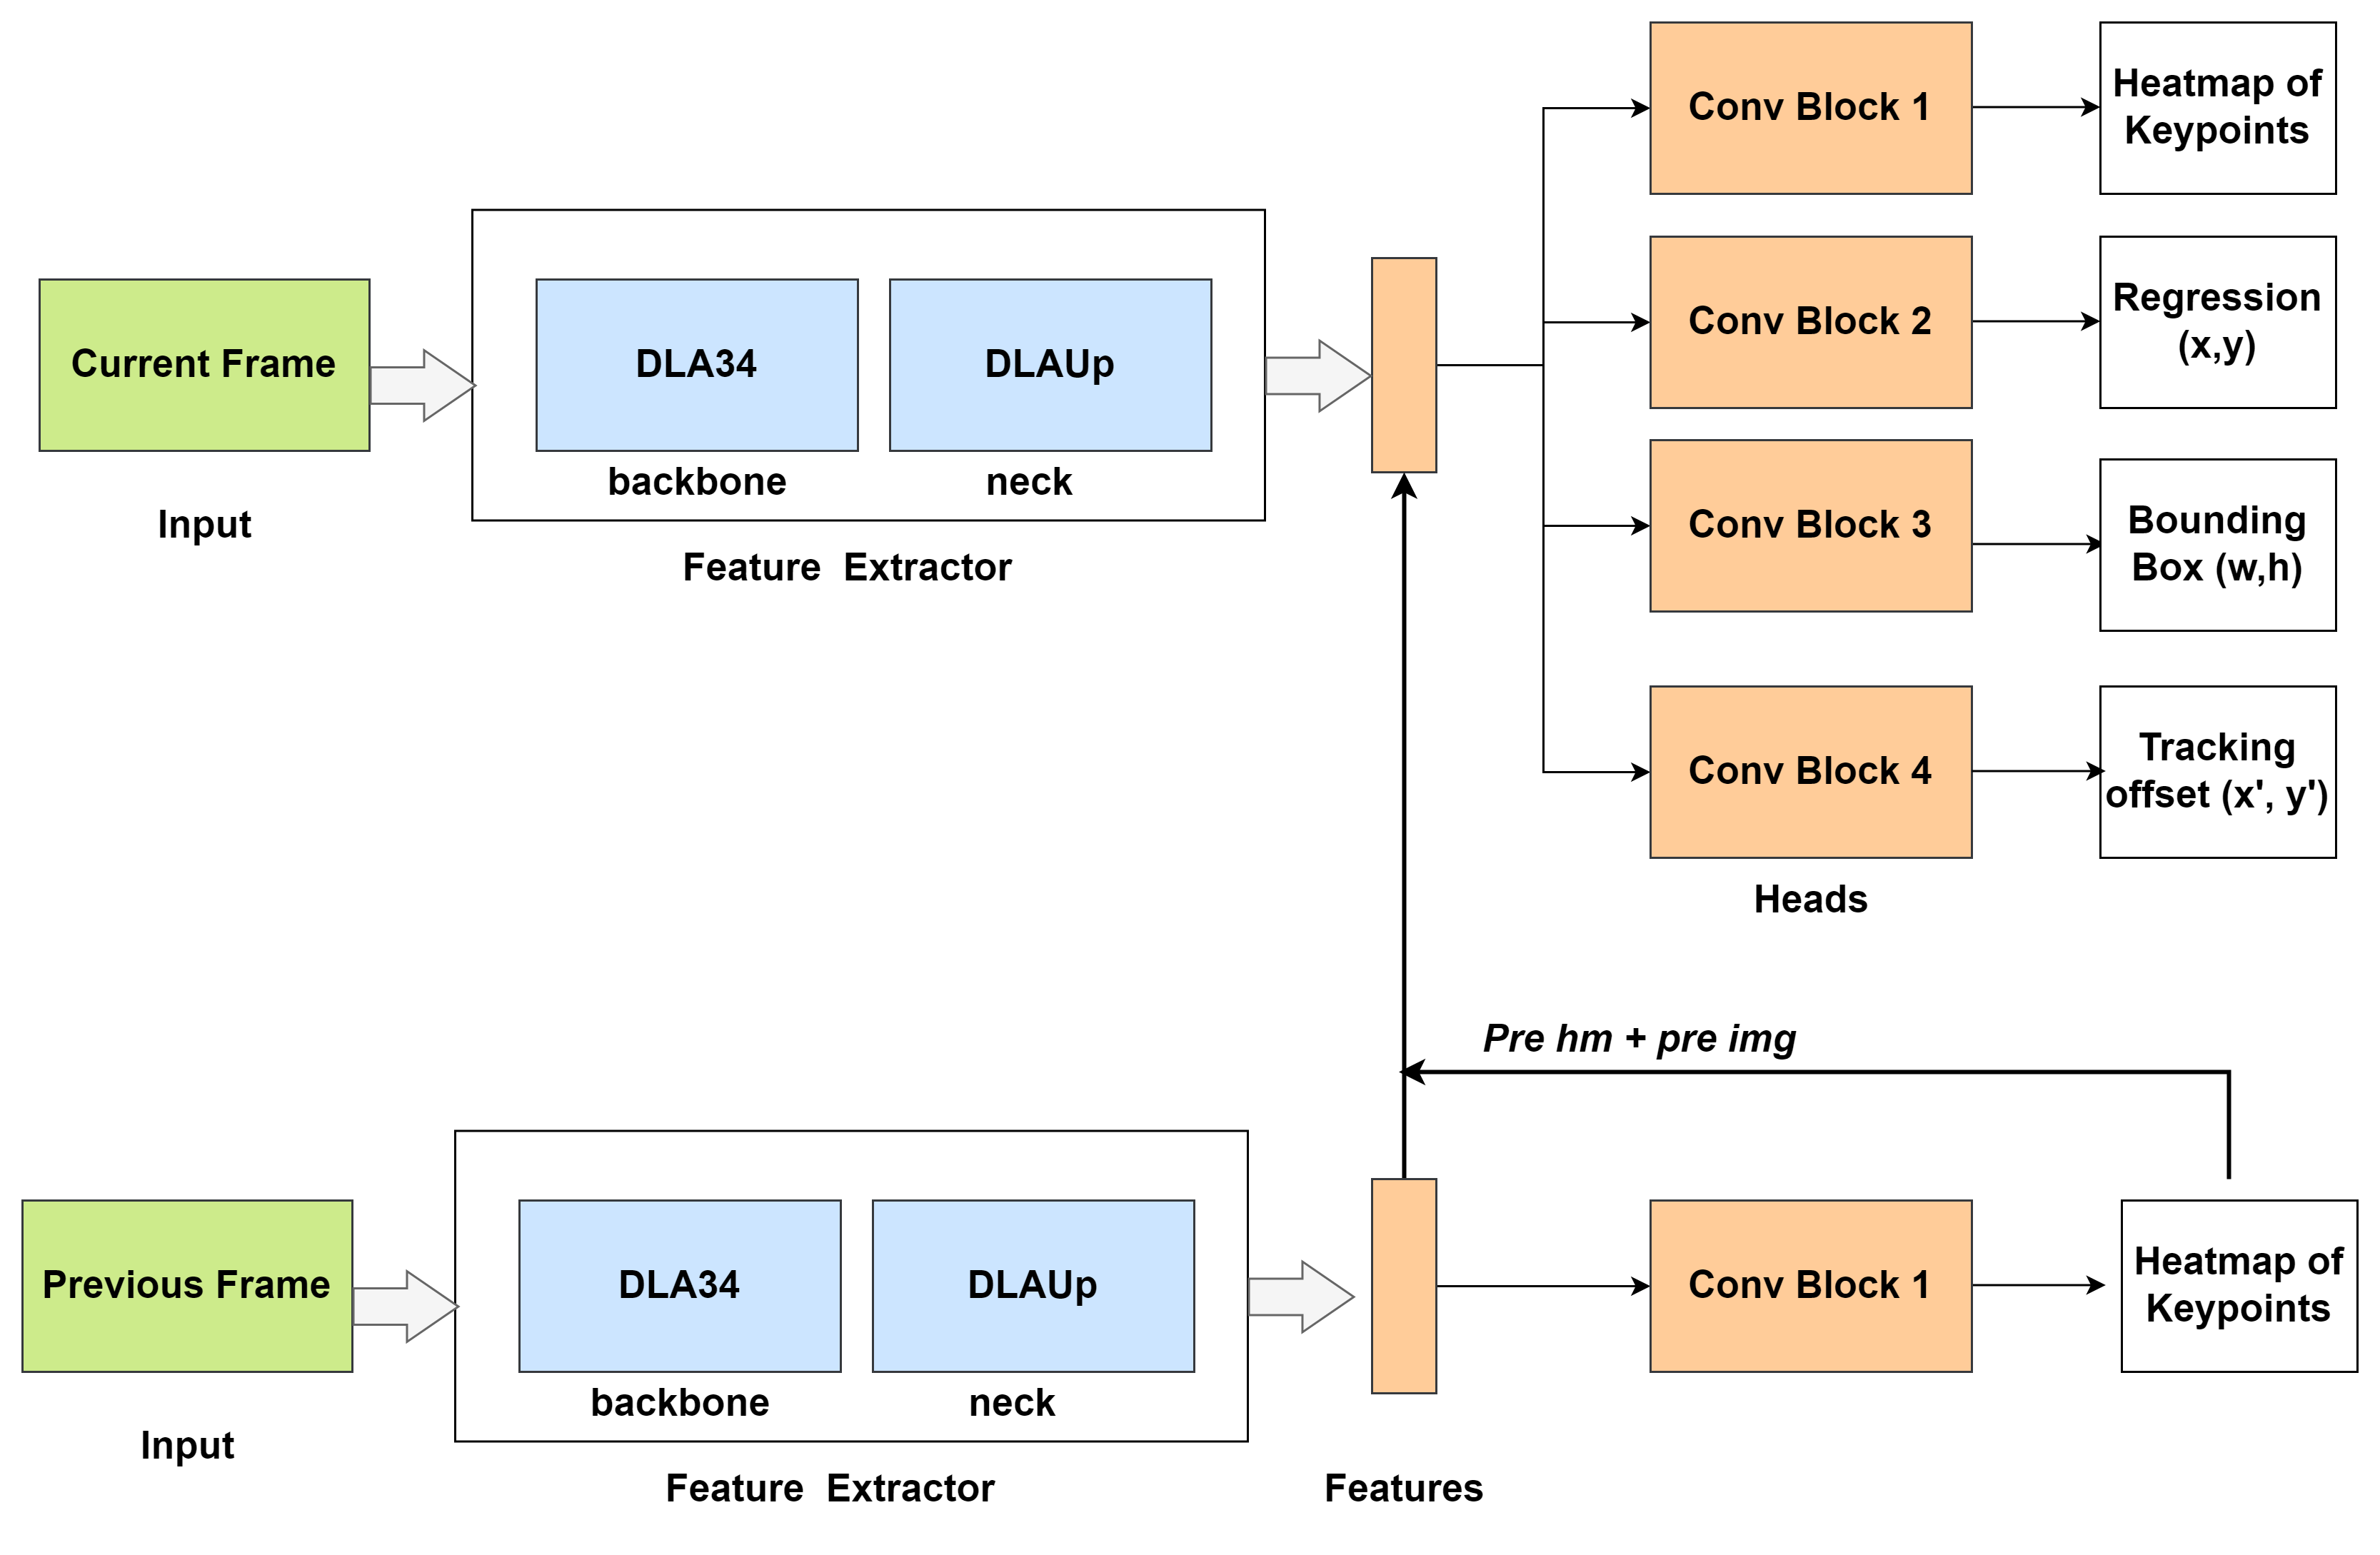 Current Frame
Input
DLA34
backbone
DLAUp
neck
Feature Extractor
Conv Block 1
Heatmap of
Keypoints
Conv Block 2
Regression
(x,y)
Conv Block 3
Bounding
Box (w,h)
Conv Block 4
Tracking
offset (x', y')
Heads
Pre hm + pre img
Previous Frame
Input
DLA34
backbone
DLAUp
neck
Feature Extractor
Features
Conv Block 1
Heatmap of
Keypoints